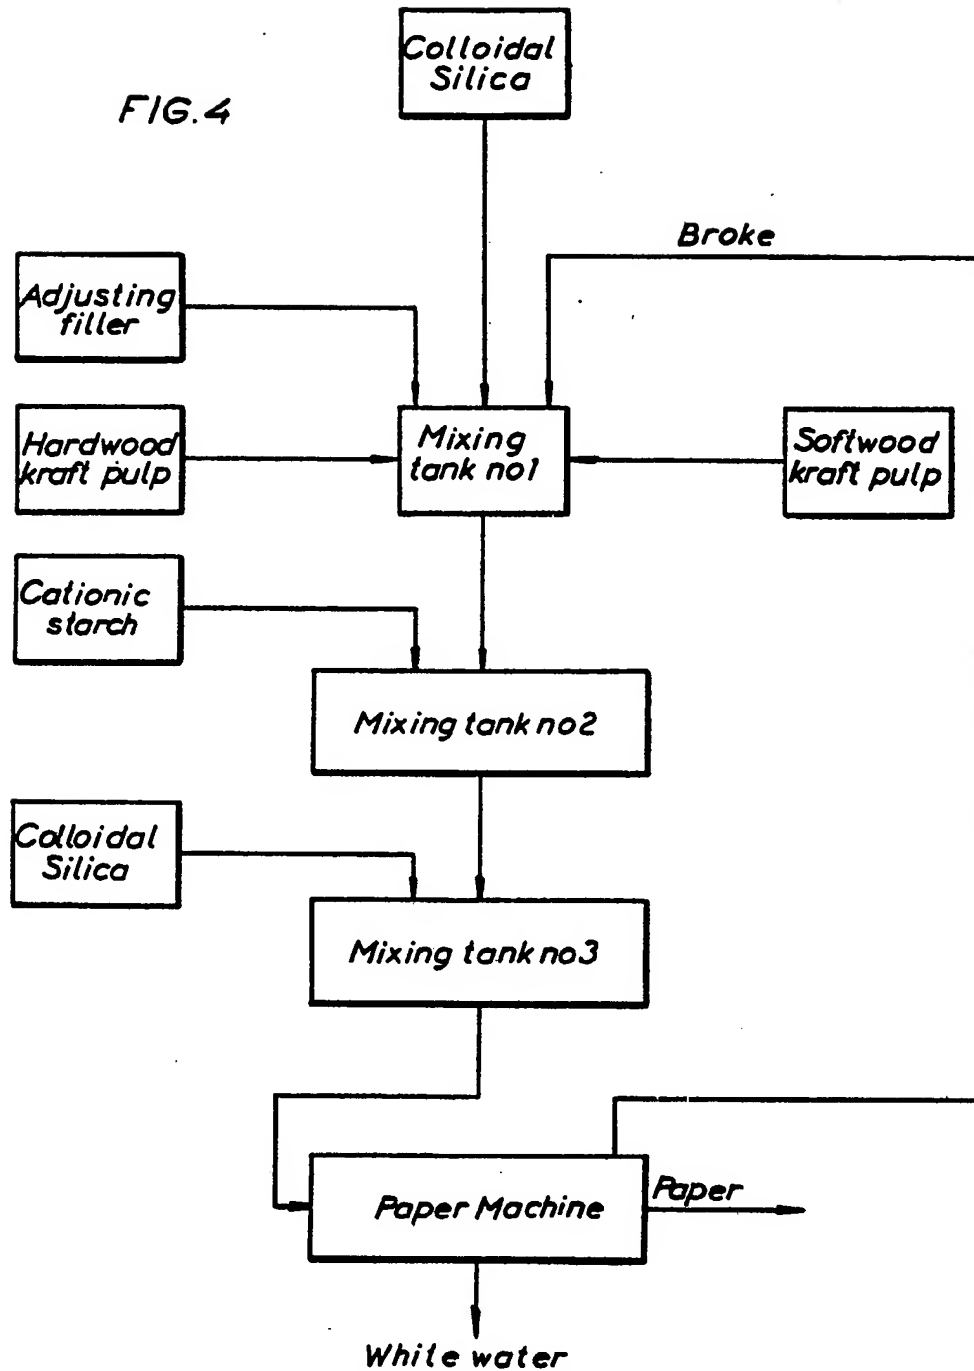 FIG.4
Colloidal
Silica
Broke
Adjusting
filler
Hardwood
kraft pulp
Mixing
tank no1
Softwood
kraft pulp
Cationic
starch
Mixing tank no2
Colloidal
Silica
Mixing tank no3
Paper Machine
Paper
White water